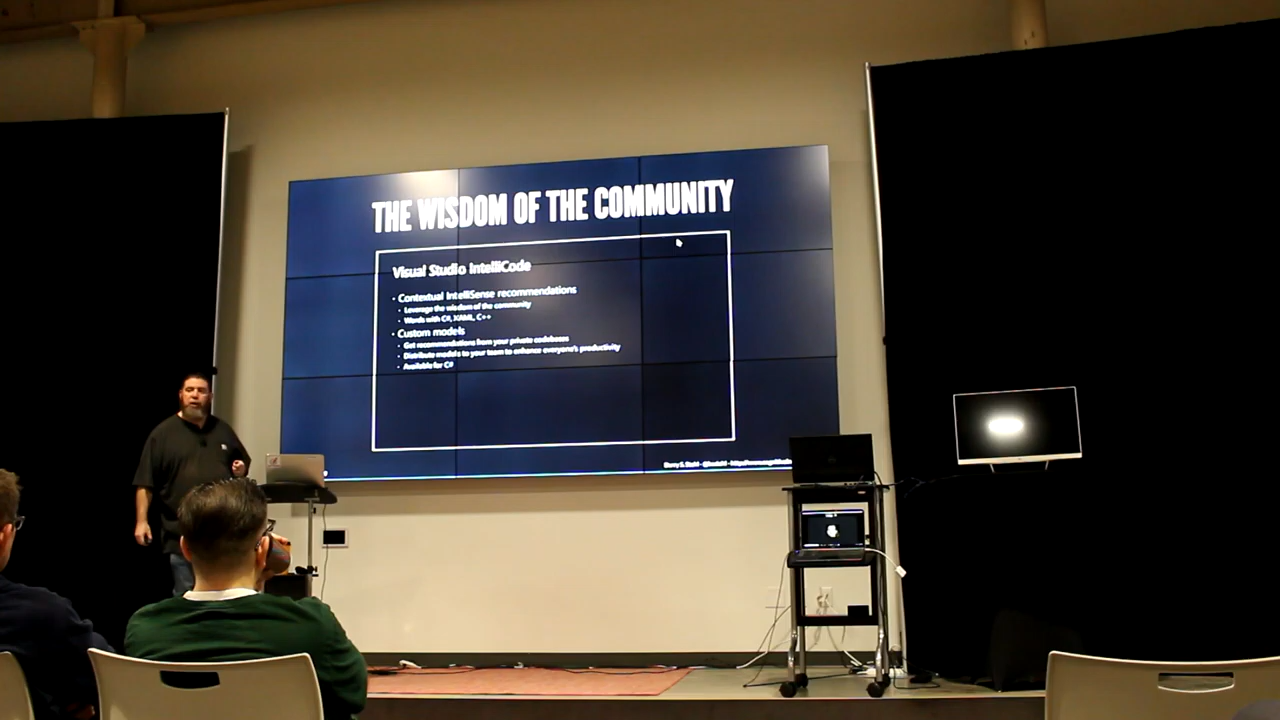 THE WISDOM OF THE COMMUNITY
Visual Studio IntelliCode
• Contextual IntelliSense recommendations
• Leverage the wisdom of the community
• Words with C#, XAML, C++
• Custom models
• Get recommendations from your private codebases
• Distribute models to your team to enhance everyone's productivity
• Available for C#